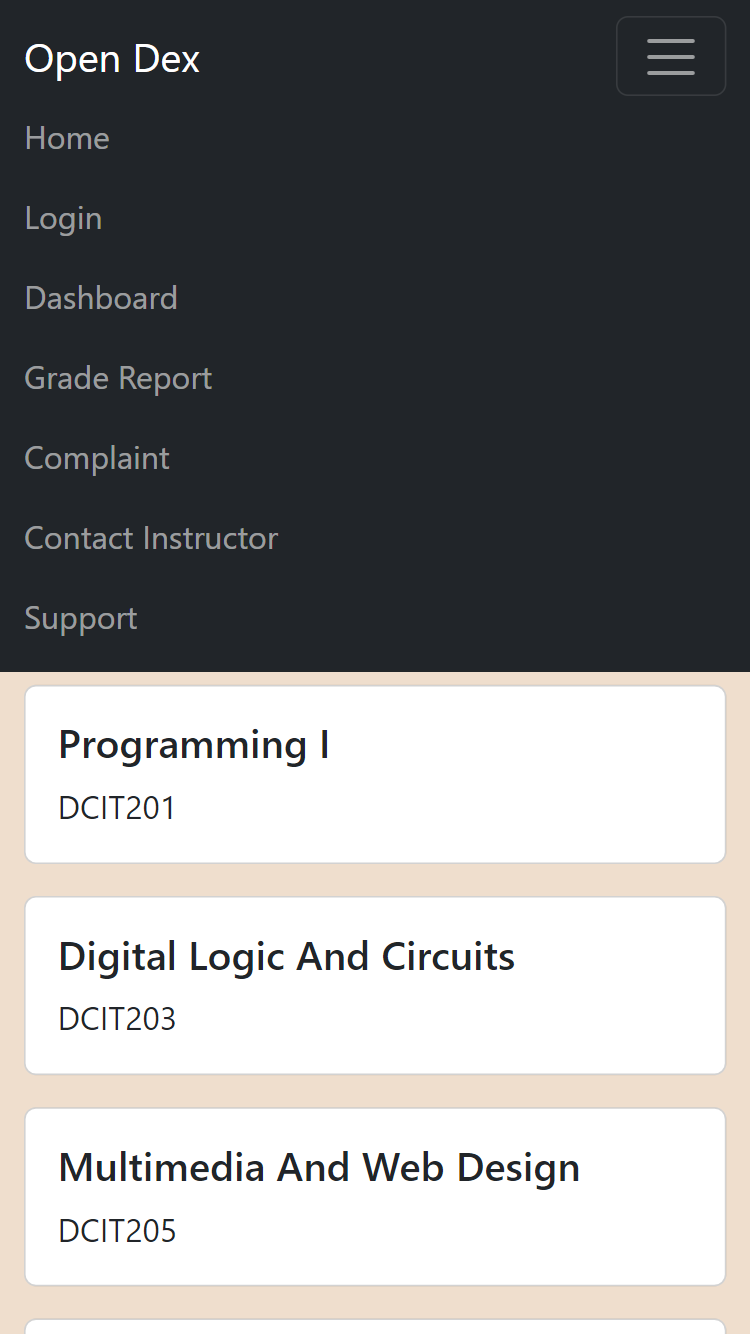 Open Dex
Home
Login
Dashboard
Grade Report
Complaint
Contact Instructor
Support
Programming I
DCIT201
Digital Logic And Circuits
DCIT203
Multimedia And Web Design
DCIT205